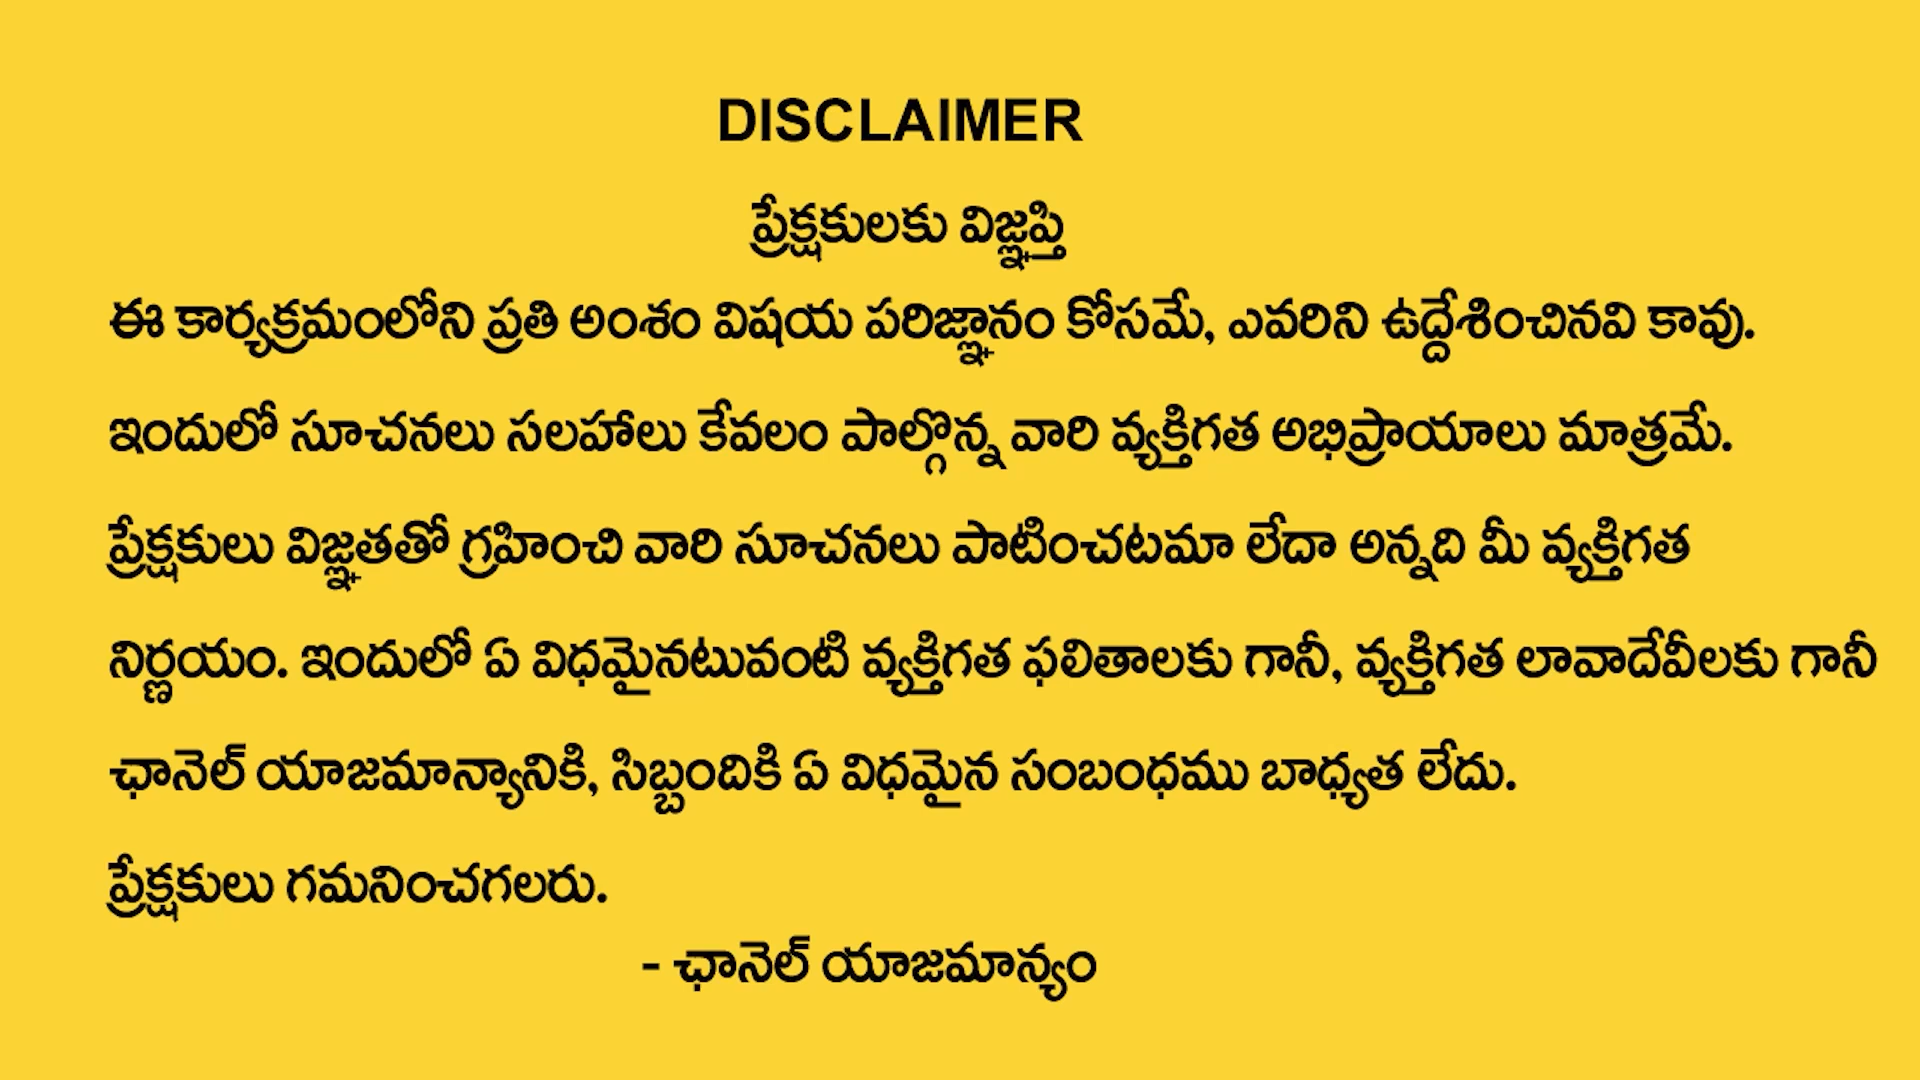 DISCLAIMER
ప్రేక్షకులకు విజ్ఞప్తి
ఈ కార్యక్రమంలోని ప్రతి అంశం విషయ పరిజ్ఞానం కోసమే, ఎవరిని ఉద్దేశించినవి కావు.
ఇందులో సూచనలు సలహాలు కేవలం పాల్గొన్న వారి వ్యక్తిగత అభిప్రాయాలు మాత్రమే.
ప్రేక్షకులు విజ్ఞతతో గ్రహించి వారి సూచనలు పాటించటమా లేదా అన్నది మీ వ్యక్తిగత
నిర్ణయం. ఇందులో ఏ విధమైనటువంటి వ్యక్తిగత ఫలితాలకు గానీ, వ్యక్తిగత లావాదేవీలకు గానీ
ఛానెల్ యాజమాన్యానికి, సిబ్బందికి ఏ విధమైన సంబంధము బాధ్యత లేదు.
ప్రేక్షకులు గమనించగలరు.
- ఛానెల్ యాజమాన్యం